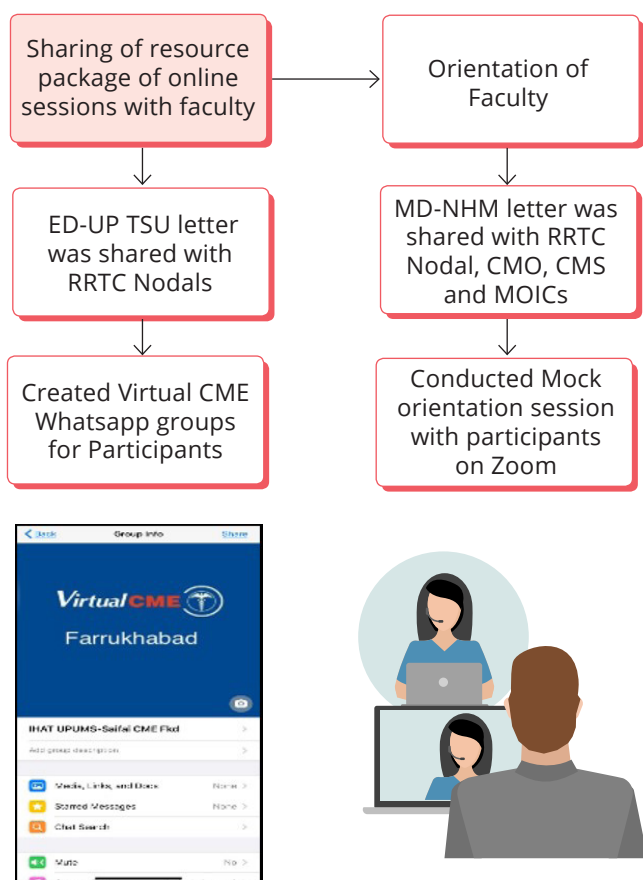 Sharing of resource
package of online
sessions with faculty
Orientation of
Faculty
ED-UP TSU letter
was shared with
RRTC Nodals
MD-NHM letter was
shared with RRTC
Nodal, CMO, CMS
and MOICs
Created Virtual CME
Whatsapp groups
for Participants
Conducted Mock
orientation session
with participants
on Zoom
Back Group Info Share
Virtual CME
Farrukhabad
IHAT UPUMS-Saifai CME Fkd
Add group description
Media, Links, and Docs None
Starred Messages None
Chat Search
Mute No